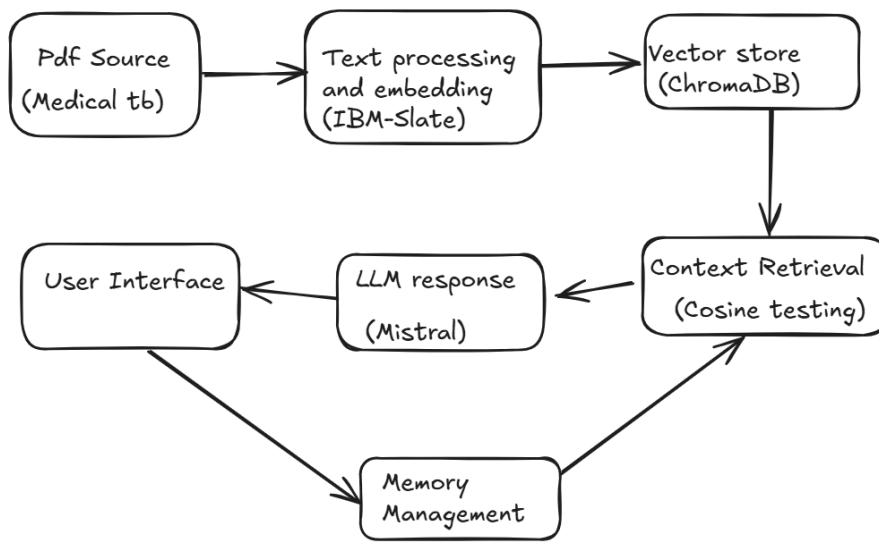 Pdf Source
(Medical tb)
Text processing
and embedding
(IBM-Slate)
Vector store
(ChromaDB)
User Interface
LLM response
(Mistral)
Context Retrieval
(Cosine testing)
Memory
Management